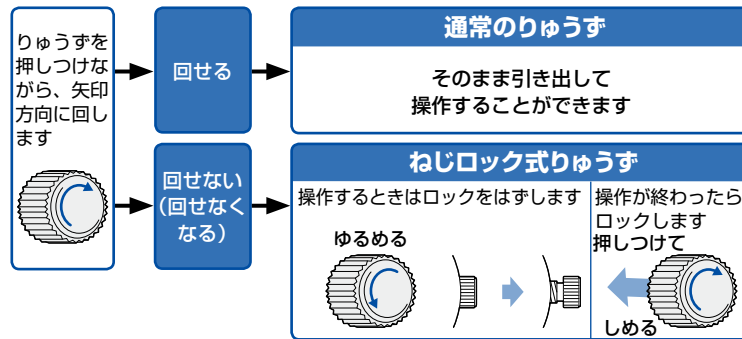 りゅうずを
押しつけな
がら、矢印
方向に回し
ます
回せる
通常のりゅうず
そのまま引き出して
操作することができます
回せない
(回せなく
なる)
ねじロック式りゅうず
操作するときはロックをはずします
ゆるめる
操作が終わったら
ロックします
押しつけて
しめる